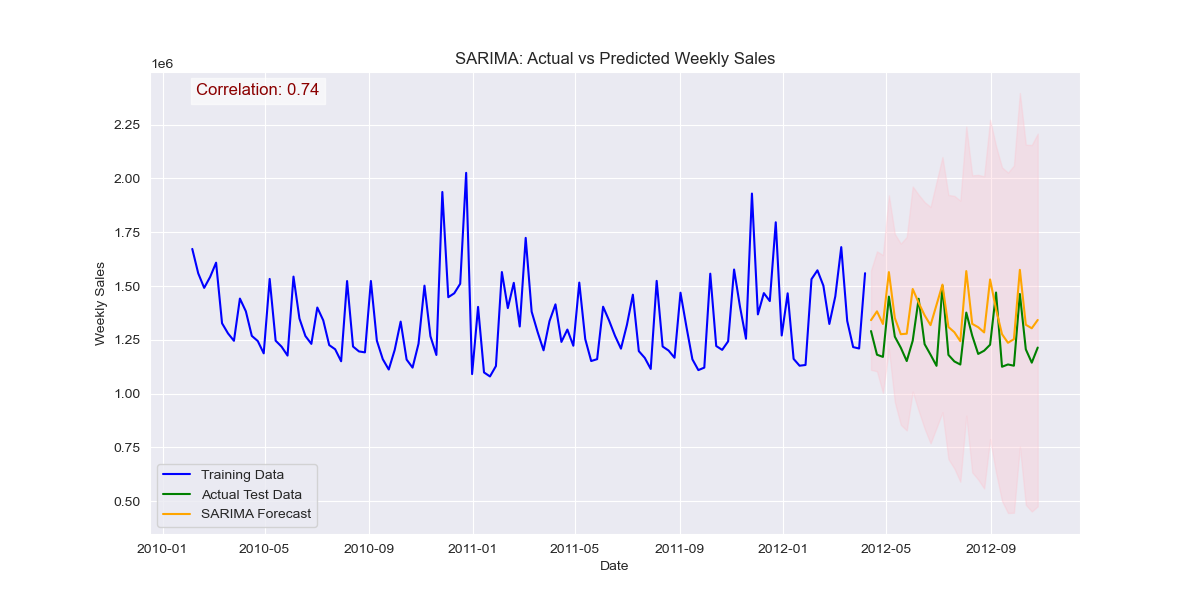 SARIMA: Actual vs Predicted Weekly Sales
1e6
Correlation: 0.74
2.25
2.00
1.75
1.50
1.25
1.00
0.75
0.50
Weekly Sales
Training Data
Actual Test Data
SARIMA Forecast
2010-01 2010-05 2010-09 2011-01 2011-05 2011-09 2012-01 2012-05 2012-09
Date